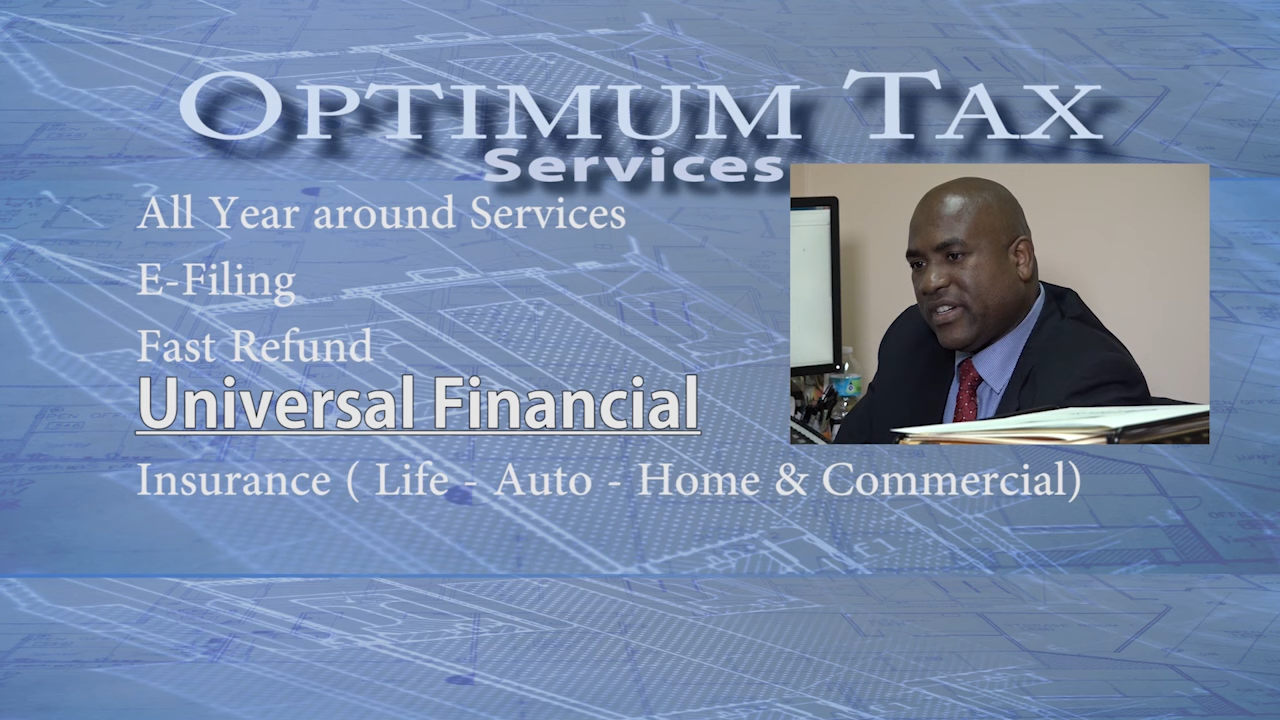 OPTIMUM TAX
Services
All Year around Services
E-Filing
Fast Refund
Universal Financial
Insurance ( Life - Auto - Home & Commercial)